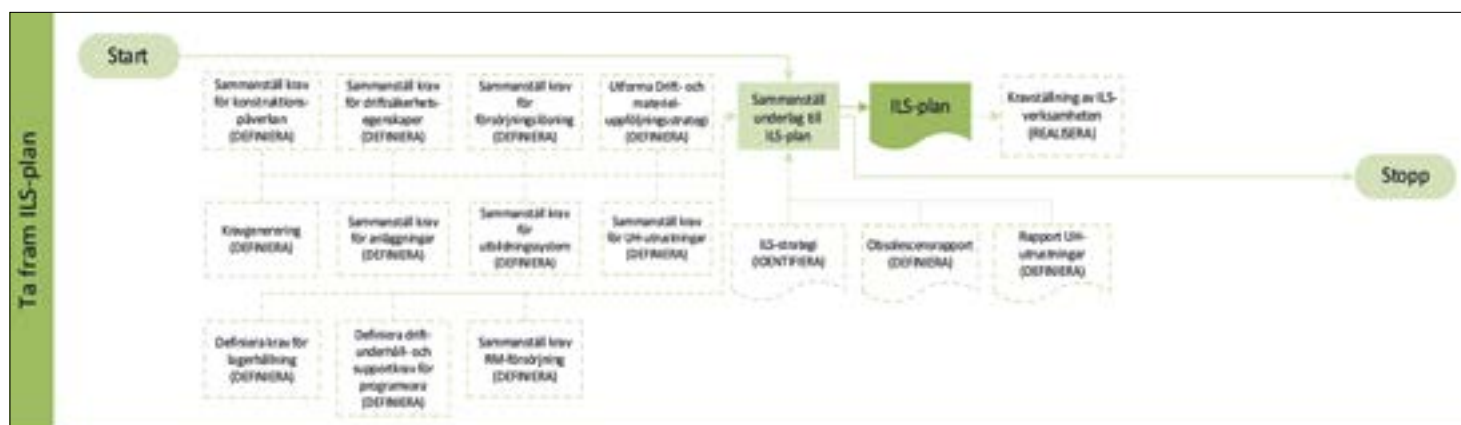 Ta fram ILS-plan
Start
Sammanställ krav
för konstruktions-
påverkan
(DEFINIERA)
Sammanställ krav
för driftsäkerhets-
egenskaper
(DEFINIERA)
Sammanställ krav
för
försörjningslösning
(DEFINIERA)
Utforma Drift- och
materiel-
uppföljningsstrategi
(DEFINIERA)
Sammanställ
underlag till
ILS-plan
ILS-plan
Kravställning av ILS-
verksamheten
(REALISERA)
Stopp
Kravgenerering
(DEFINIERA)
Sammanställ krav
för anläggningar
(DEFINIERA)
Sammanställ krav
för
utbildningssystem
(DEFINIERA)
Sammanställ krav
för UH-utrustningar
(DEFINIERA)
ILS-strategi
(IDENTIFIERA)
Obsolescensrapport
(DEFINIERA)
Rapport UH-
utrustningar
(DEFINIERA)
Definiera krav för
lagerhållning
(DEFINIERA)
Definiera drift-
underhåll- och
supportkrav för
programvara
(DEFINIERA)
Sammanställ krav
RM-försörjning
(DEFINIERA)